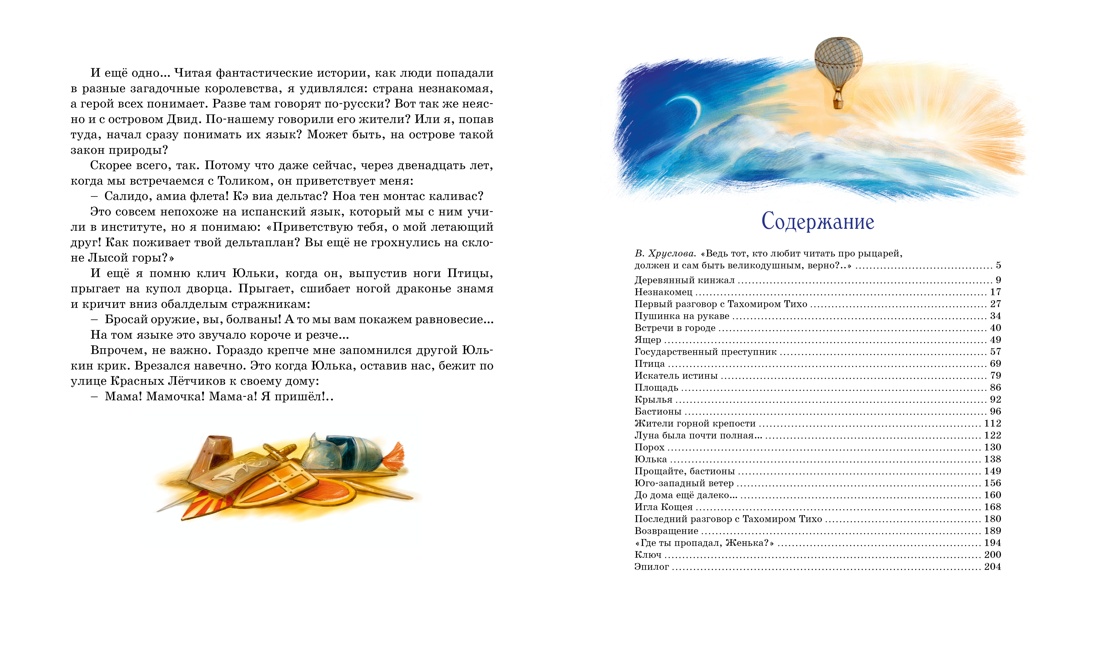 И ещё одно... Читая фантастические истории, как люди попадали
в разные загадочные королевства, я удивлялся: страна незнакомая,
а герой всех понимает. Разве там говорят по-русски? Вот так же неяс-
но и с островом Двид. По-нашему говорили его жители? Или я, попав
туда, начал сразу понимать их язык? Может быть, на острове такой
закон природы?
Скорее всего, так. Потому что даже сейчас, через двенадцать лет,
когда мы встречаемся с Толиком, он приветствует меня:
– Салидо, амиа флета! Кэ виа дельтас? Ноа тен монтас каливас?
Это совсем непохоже на испанский язык, который мы с ним учи-
ли в институте, но я понимаю: «Приветствую тебя, о мой летающий
друг! Как поживает твой дельтаплан? Вы ещё не грохнулись на скло-
не Лысой горы?»
И ещё я помню клич Юльки, когда он, выпустив ноги Птицы,
прыгает на купол дворца. Прыгает, сшибает ногой драконье знамя
и кричит вниз обалделым стражникам:
– Бросай оружие, вы, болваны! А то мы вам покажем равновесие...
На том языке это звучало короче и резче...
Впрочем, не важно. Гораздо крепче мне запомнился другой Юль-
кин крик. Врезался навечно. Это когда Юлька, оставив нас, бежит по
улице Красных Лётчиков к своему дому:
– Мама! Мамочка! Мама-а! Я пришёл!..
Содержание
В. Хруслова. «Ведь тот, кто любит читать про рыцарей,
должен и сам быть великодушным, верно?..» ........ 5
Деревянный кинжал ........ 9
Незнакомец ........ 17
Первый разговор с Тахомиром Тихо ........ 27
Пушинка на рукаве ........ 34
Встречи в городе ........ 40
Ящер ........ 49
Государственный преступник ........ 57
Птица ........ 69
Искатель истины ........ 79
Площадь ........ 86
Крылья ........ 92
Бастионы ........ 96
Жители горной крепости ........ 112
Луна была почти полная... ........ 122
Порох ........ 130
Юлька ........ 138
Прощайте, бастионы ........ 149
Юго-западный ветер ........ 156
До дома ещё далеко... ........ 160
Игла Кощея ........ 168
Последний разговор с Тахомиром Тихо ........ 180
Возвращение ........ 189
«Где ты пропадал, Женька?» ........ 194
Ключ ........ 200
Эпилог ........ 204